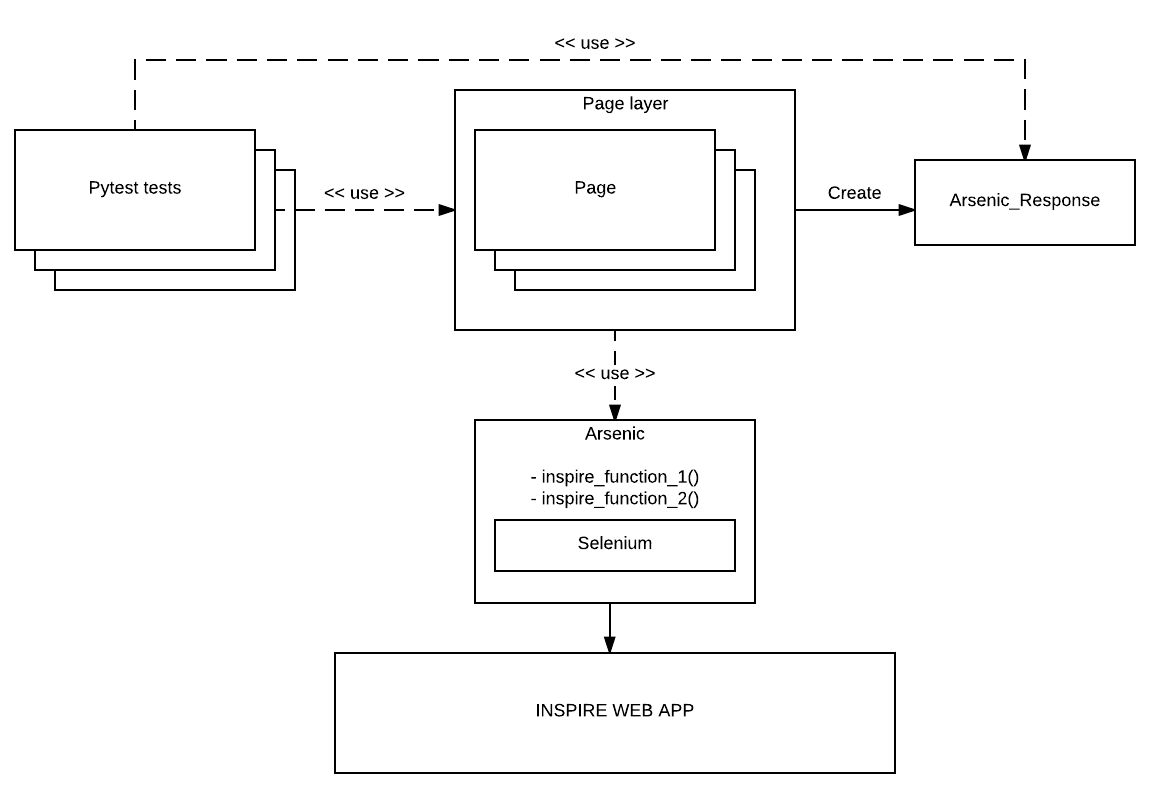 << use >>
Page layer
Pytest tests
<< use >>
Page
Create
Arsenic_Response
<< use >>
Arsenic
- inspire_function_1()
- inspire_function_2()
Selenium
INSPIRE WEB APP